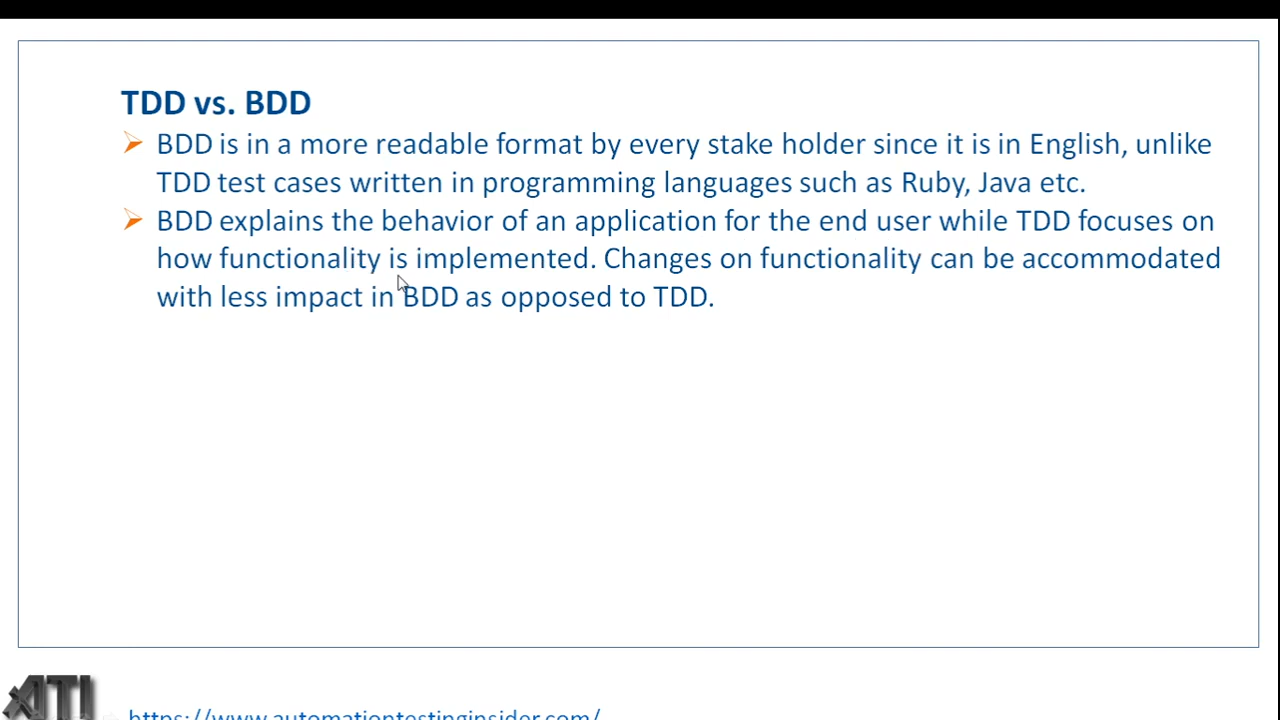 TDD vs. BDD
BDD is in a more readable format by every stake holder since it is in English, unlike
TDD test cases written in programming languages such as Ruby, Java etc.
BDD explains the behavior of an application for the end user while TDD focuses on
how functionality is implemented. Changes on functionality can be accommodated
with less impact in BDD as opposed to TDD.
ATI
https://www.automationtestinginsider.com/